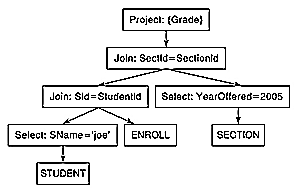 Project: {Grade}
Join: SectId=SectionId
Join: SId=StudentId
Select: YearOffered=2005
Select: SName='joe'
ENROLL
SECTION
STUDENT